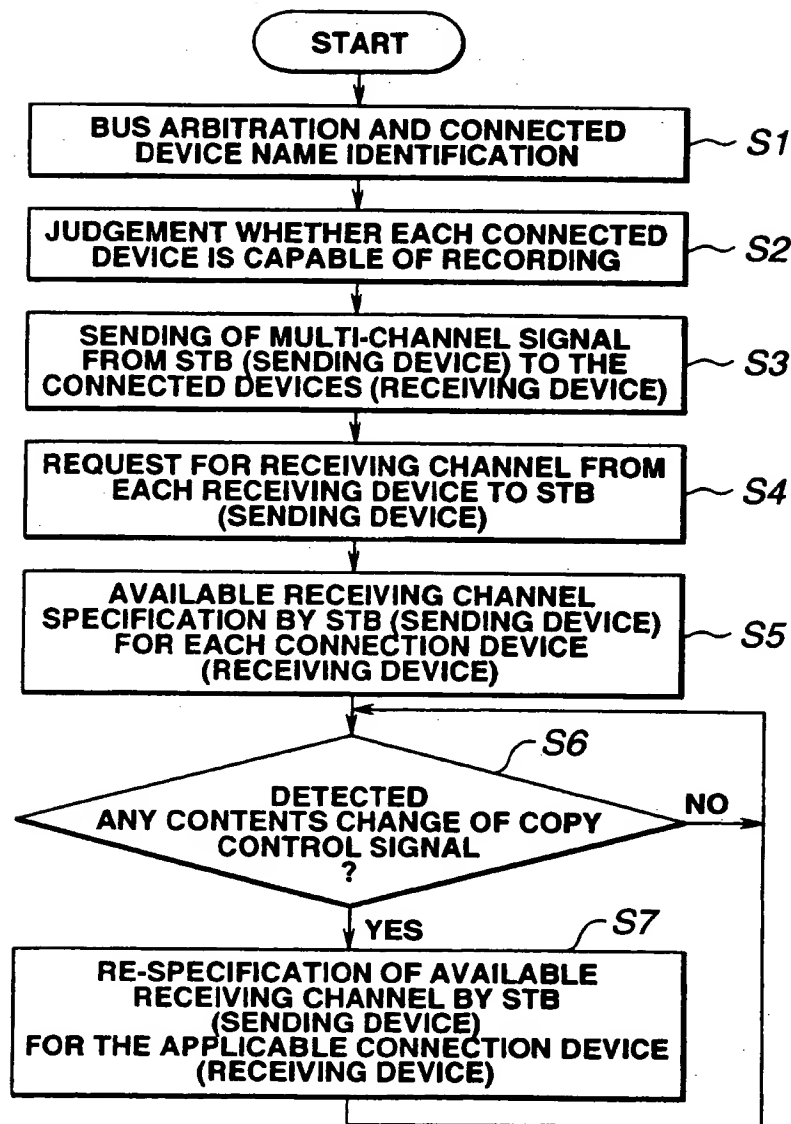 START
BUS ARBITRATION AND CONNECTED
DEVICE NAME IDENTIFICATION
S1
JUDGEMENT WHETHER EACH CONNECTED
DEVICE IS CAPABLE OF RECORDING
S2
SENDING OF MULTI-CHANNEL SIGNAL
FROM STB (SENDING DEVICE) TO THE
CONNECTED DEVICES (RECEIVING DEVICE)
S3
REQUEST FOR RECEIVING CHANNEL FROM
EACH RECEIVING DEVICE TO STB
(SENDING DEVICE)
S4
AVAILABLE RECEIVING CHANNEL
SPECIFICATION BY STB (SENDING DEVICE)
FOR EACH CONNECTION DEVICE
(RECEIVING DEVICE)
S5
S6
DETECTED
ANY CONTENTS CHANGE OF COPY
CONTROL SIGNAL
?
NO
YES
S7
RE-SPECIFICATION OF AVAILABLE
RECEIVING CHANNEL BY STB
(SENDING DEVICE)
FOR THE APPLICABLE CONNECTION DEVICE
(RECEIVING DEVICE)